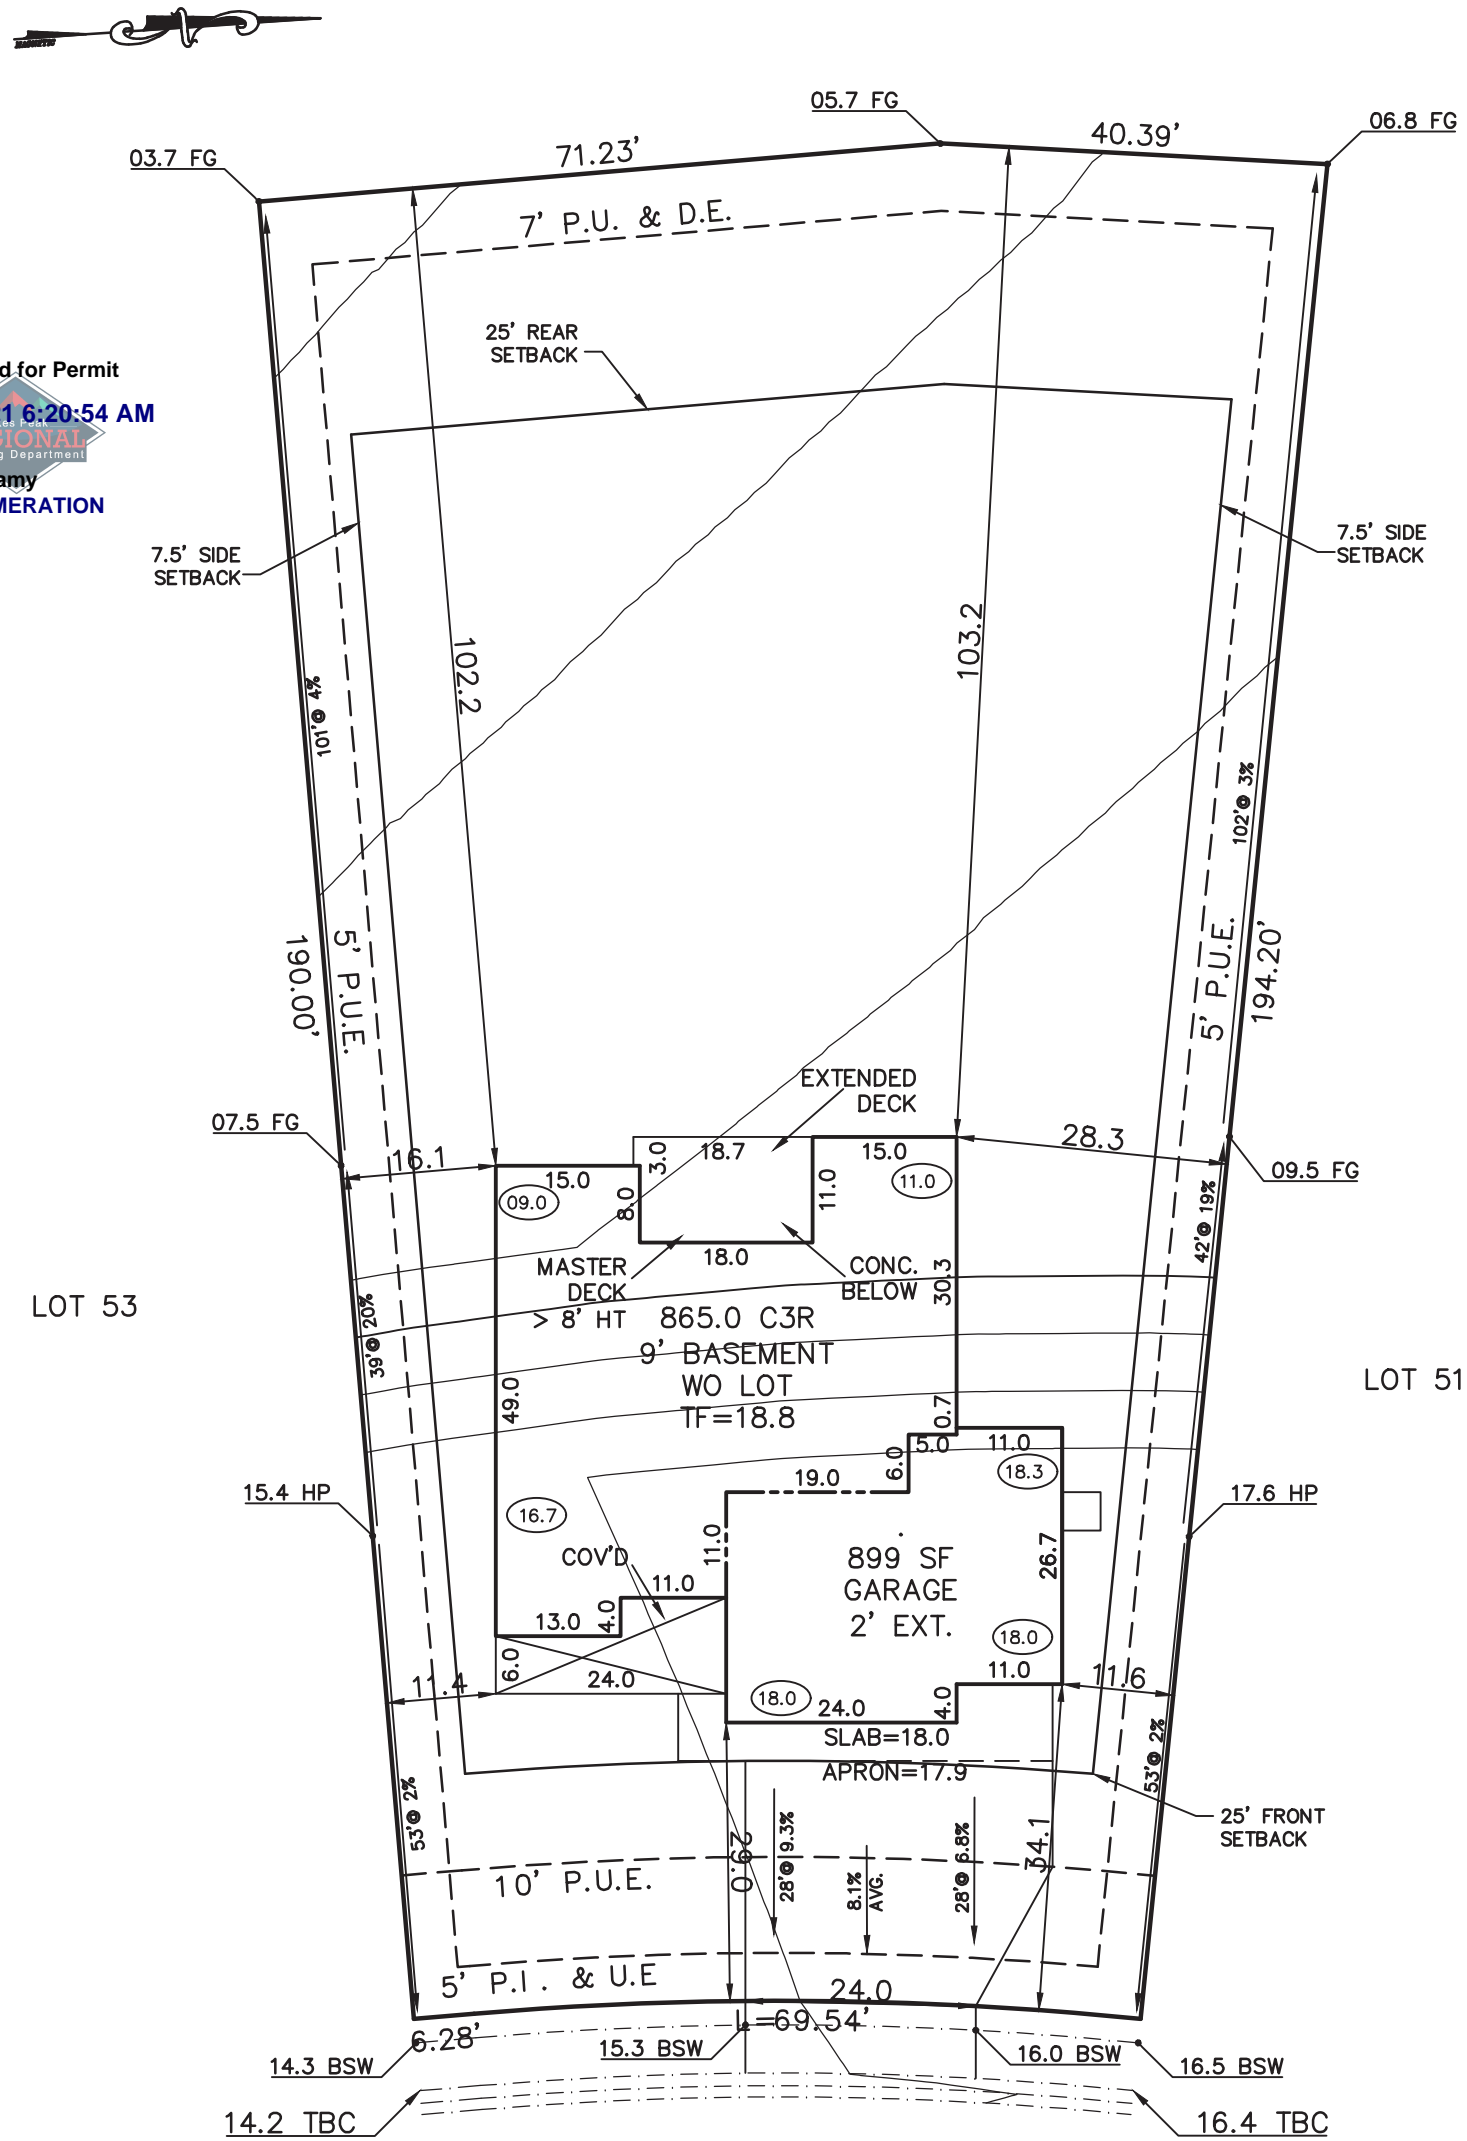 MAGNETIC
05.7 FG
40.39'
06.8 FG
71.23'
03.7 FG
7' P.U. & D.E.
25' REAR
SETBACK
d for Permit
1 6:20:54 AM
kes Peak
GIONAL
g Department
amy
MERATION
7.5' SIDE
SETBACK
7.5' SIDE
SETBACK
102.2
103.2
101'@ 4%
102'@ 3%
190.00'
5' P.U.E.
5' P.U.E.
194.20'
EXTENDED
DECK
07.5 FG
16.1
28.3
09.5 FG
15.0
3.0
18.7
15.0
09.0
8.0
11.0
11.0
42'@ 19%
18.0
MASTER
DECK
> 8' HT
CONC.
BELOW
30.3
LOT 53
39'@ 20%
865.0 C3R
9' BASEMENT
WO LOT
TF=18.8
LOT 51
49.0
0.7
5.0
11.0
6.0
18.3
19.0
15.4 HP
17.6 HP
16.7
11.0
COV'D
26.7
899 SF
GARAGE
2' EXT.
11.0
13.0
4.0
18.0
6.0
24.0
11.0
11.4
11.6
18.0
24.0
4.0
SLAB=18.0
APRON=17.9
53'@ 2%
53'@ 2%
25' FRONT
SETBACK
29.0
28'@ 9.3%
8.1%
AVG.
28'@ 6.8%
34.1
10' P.U.E.
5' P.I. & U.E
24.0
L=69.54'
6.28'
14.3 BSW
15.3 BSW
16.0 BSW
16.5 BSW
14.2 TBC
16.4 TBC